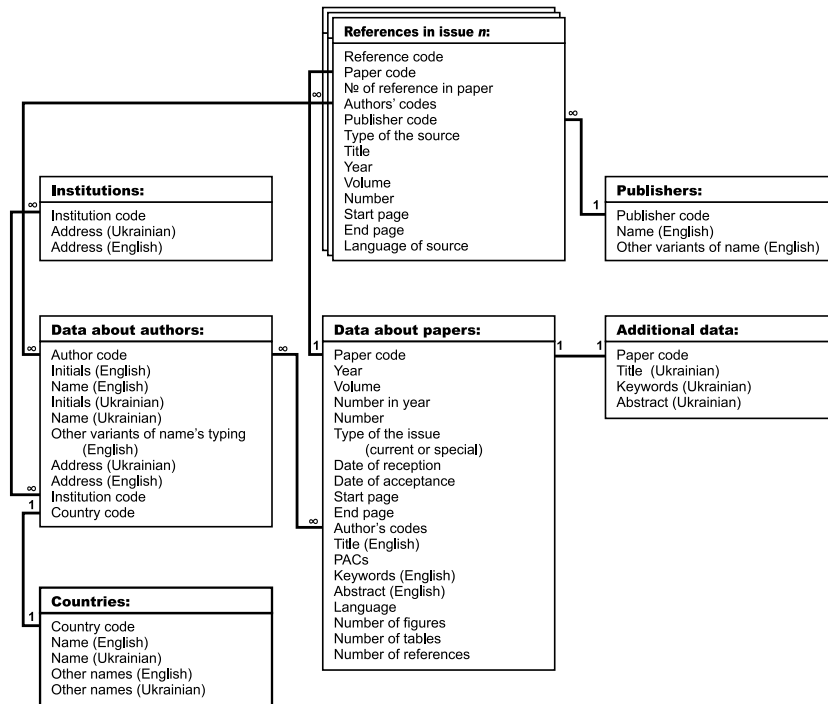 References in issue n:
Reference code
Paper code
№ of reference in paper
Authors' codes
Publisher code
Type of the source
Title
Year
Volume
Number
Start page
End page
Language of source
∞
∞
1
Institutions:
Institution code
Address (Ukrainian)
Address (English)
∞
Publishers:
Publisher code
Name (English)
Other variants of name (English)
1
Data about authors:
Author code
Initials (English)
Name (English)
Initials (Ukrainian)
Name (Ukrainian)
Other variants of name's typing
(English)
Address (Ukrainian)
Address (English)
Institution code
Country code
∞
∞
∞
1
Data about papers:
Paper code
Year
Volume
Number in year
Number
Type of the issue
(current or special)
Date of reception
Date of acceptance
Start page
End page
Author's codes
Title (English)
PACs
Keywords (English)
Abstract (English)
Language
Number of figures
Number of tables
Number of references
1
∞
1
Additional data:
Paper code
Title (Ukrainian)
Keywords (Ukrainian)
Abstract (Ukrainian)
Countries:
Country code
Name (English)
Name (Ukrainian)
Other names (English)
Other names (Ukrainian)
1